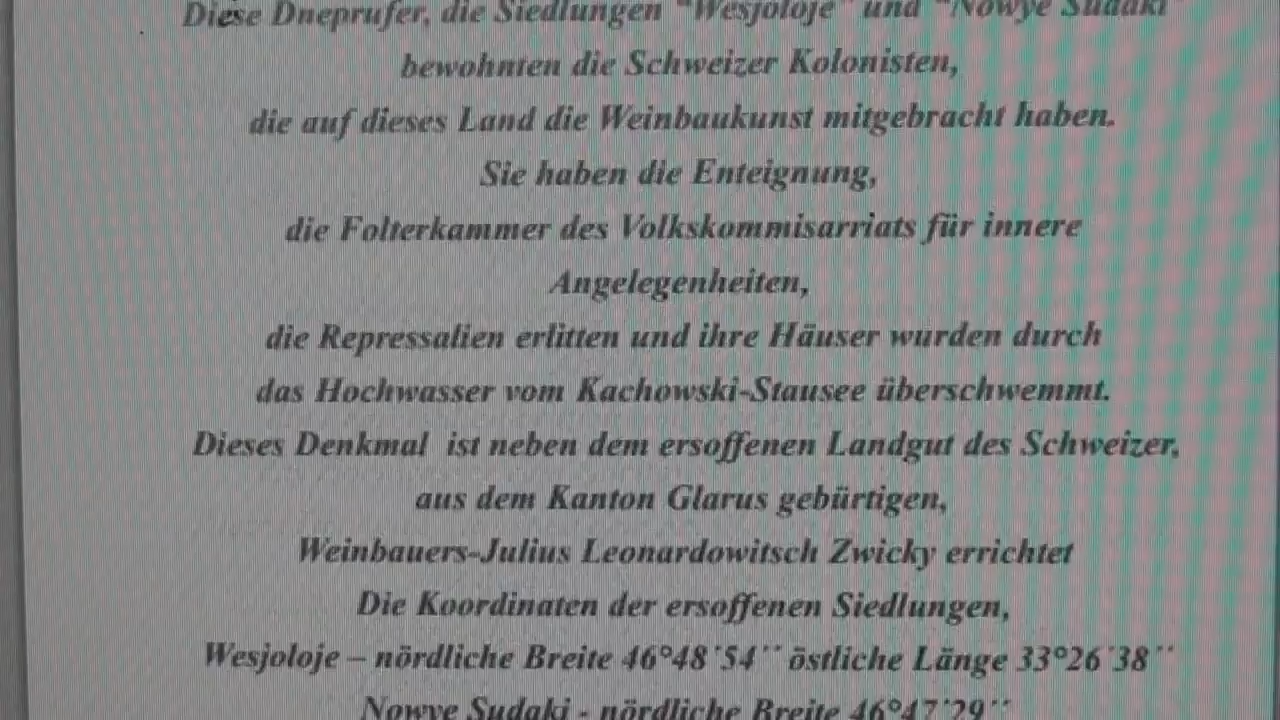 Diese Dneprufer, die Siedlungen "Wesjoloje" und "Nowye Sudaki"
bewohnten die Schweizer Kolonisten,
die auf dieses Land die Weinbaukunst mitgebracht haben.
Sie haben die Enteignung,
die Folterkammer des Volkskommisarriats für innere
Angelegenheiten,
die Repressalien erlitten und ihre Häuser wurden durch
das Hochwasser vom Kachowski-Stausee überschwemmt.
Dieses Denkmal ist neben dem ersoffenen Landgut des Schweizer,
aus dem Kanton Glarus gebürtigen,
Weinbauers-Julius Leonardowitsch Zwicky errichtet
Die Koordinaten der ersoffenen Siedlungen,
Wesjoloje – nördliche Breite 46°48´54´´ östliche Länge 33°26´38´´
Nowye Sudaki - nördliche Breite 46°47´29´´